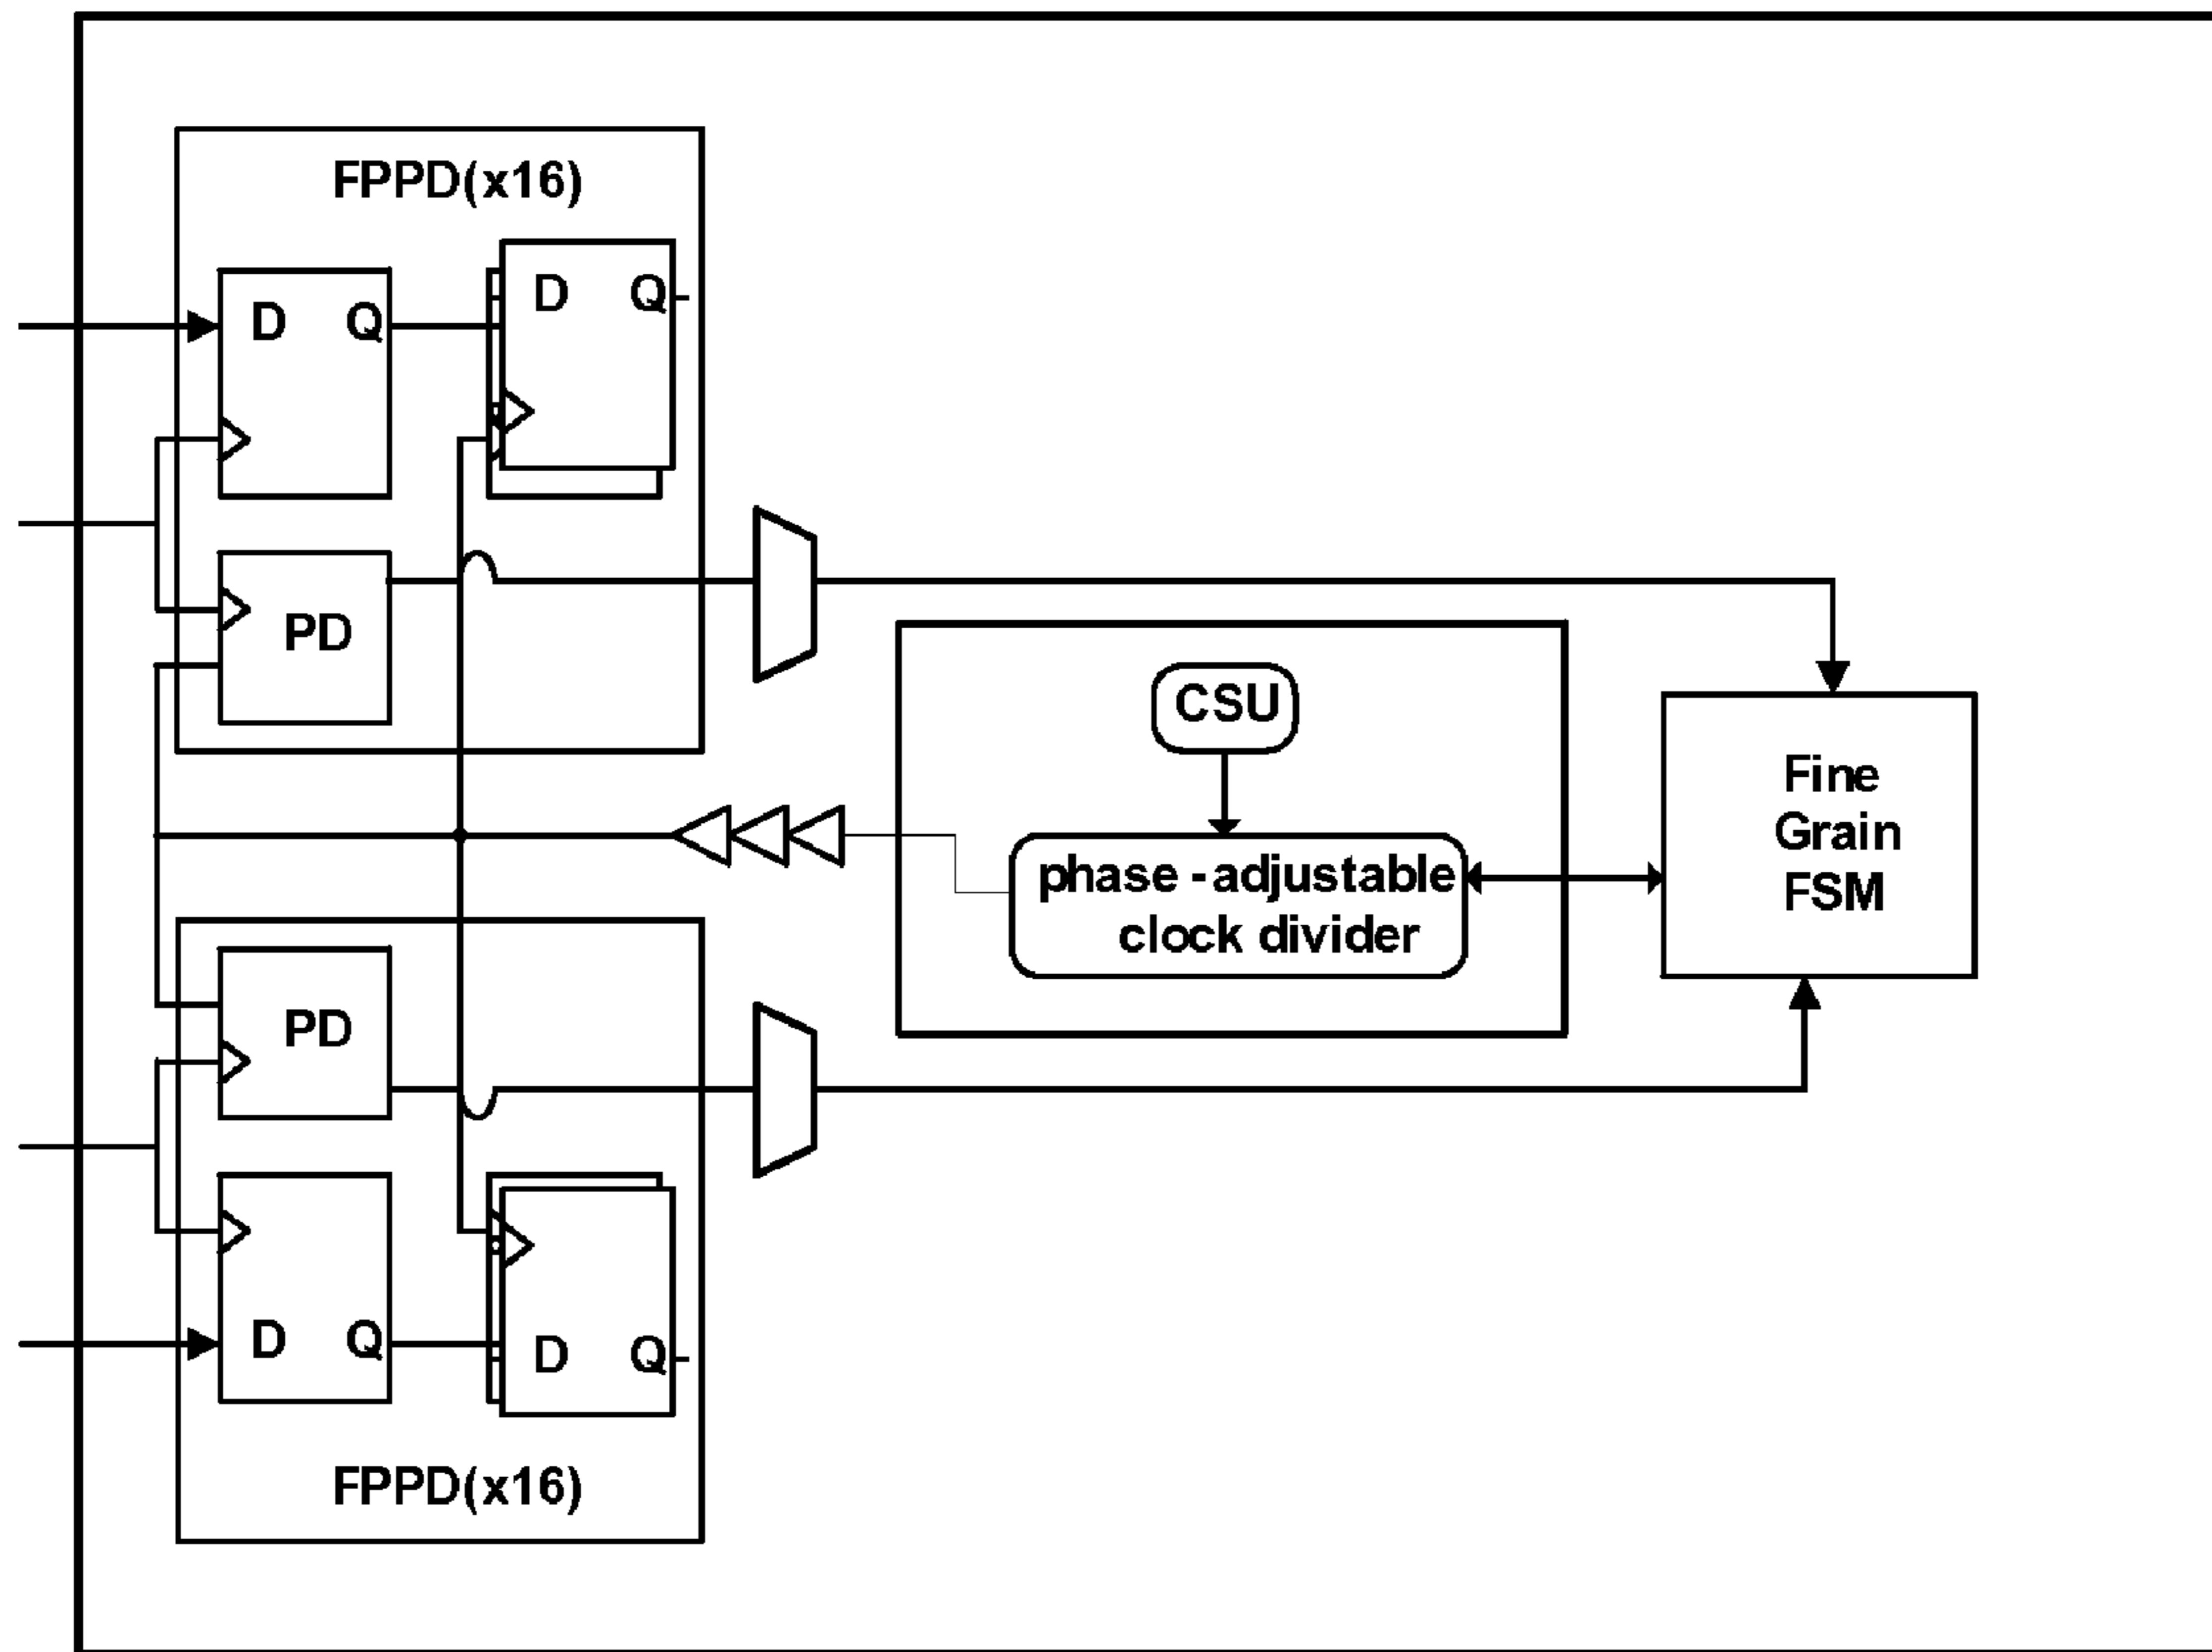 FPPD(x16)
D Q
D Q
PD
CSU
phase-adjustable
clock divider
Fine
Grain
FSM
PD
D Q
D Q
FPPD(x16)